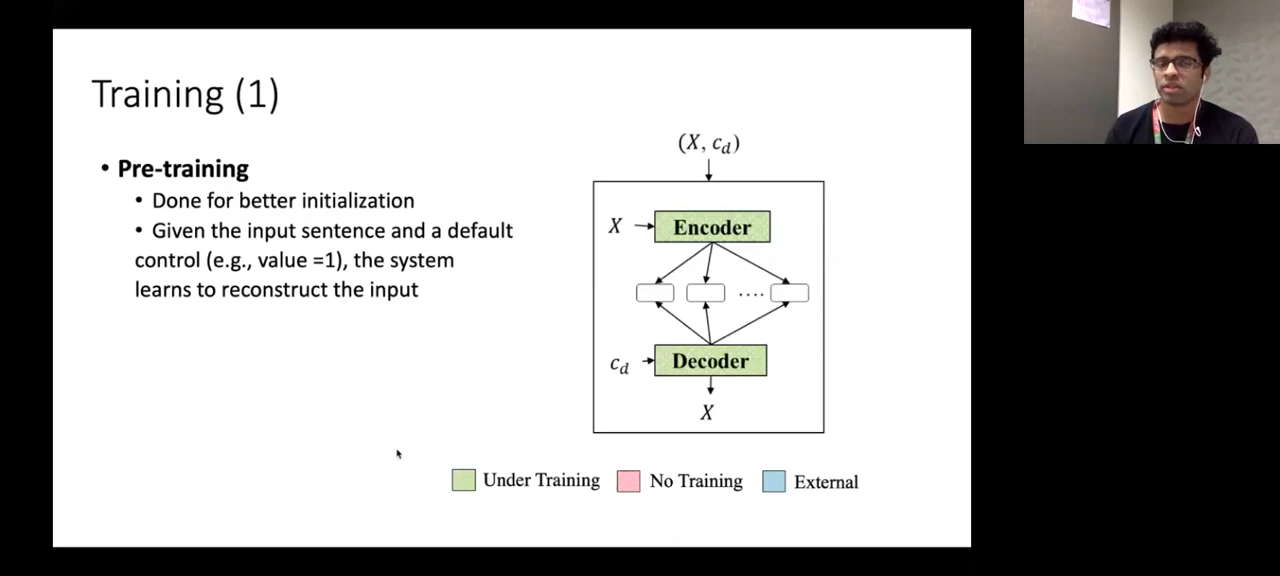 Training (1)
• Pre-training
• Done for better initialization
• Given the input sentence and a default
control (e.g., value =1), the system
learns to reconstruct the input
(X, c_d)
X
Encoder
....
c_d
Decoder
X
Under Training
No Training
External